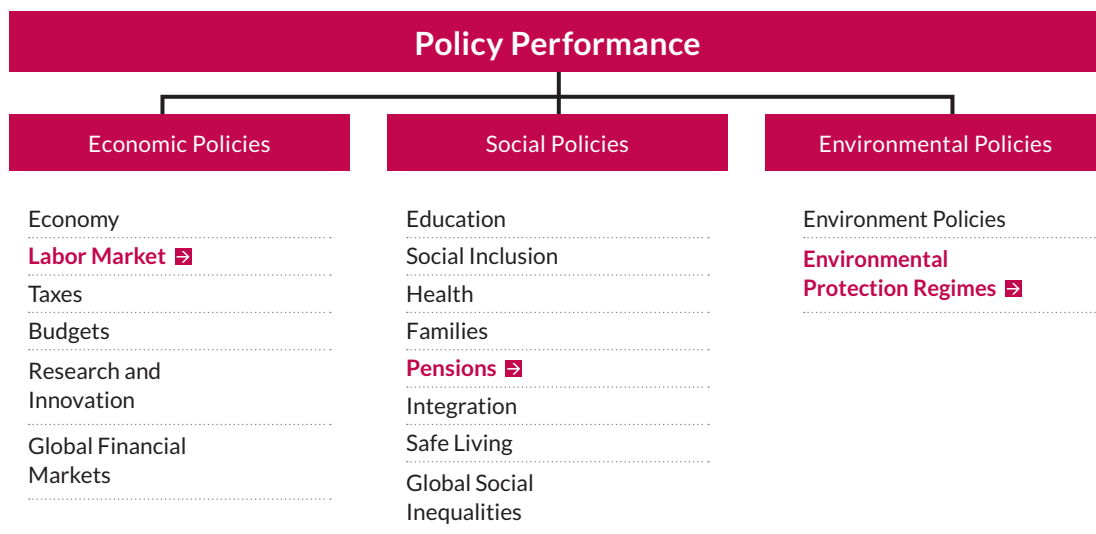 Policy Performance
Economic Policies
Social Policies
Environmental Policies
Economy
Labor Market
Taxes
Budgets
Research and
Innovation
Global Financial
Markets
Education
Social Inclusion
Health
Families
Pensions
Integration
Safe Living
Global Social
Inequalities
Environment Policies
Environmental
Protection Regimes